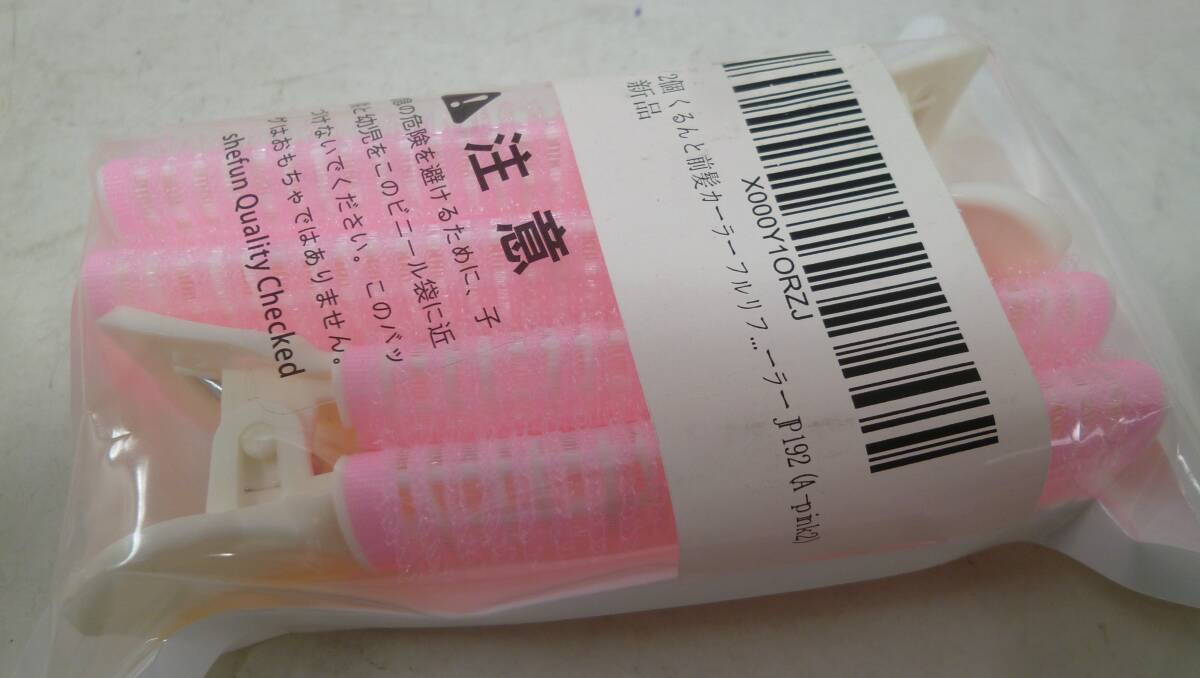 注意
息の危険を避けるために、子
供と幼児をこのビニール袋に近
づけないでください。このバッ
グはおもちゃではありません。
shefun Quality Checked
X000Y1ORZJ
2個 くるんと前髪カーラーフルリフ...ーラー JP192 (A-pink2)
新品